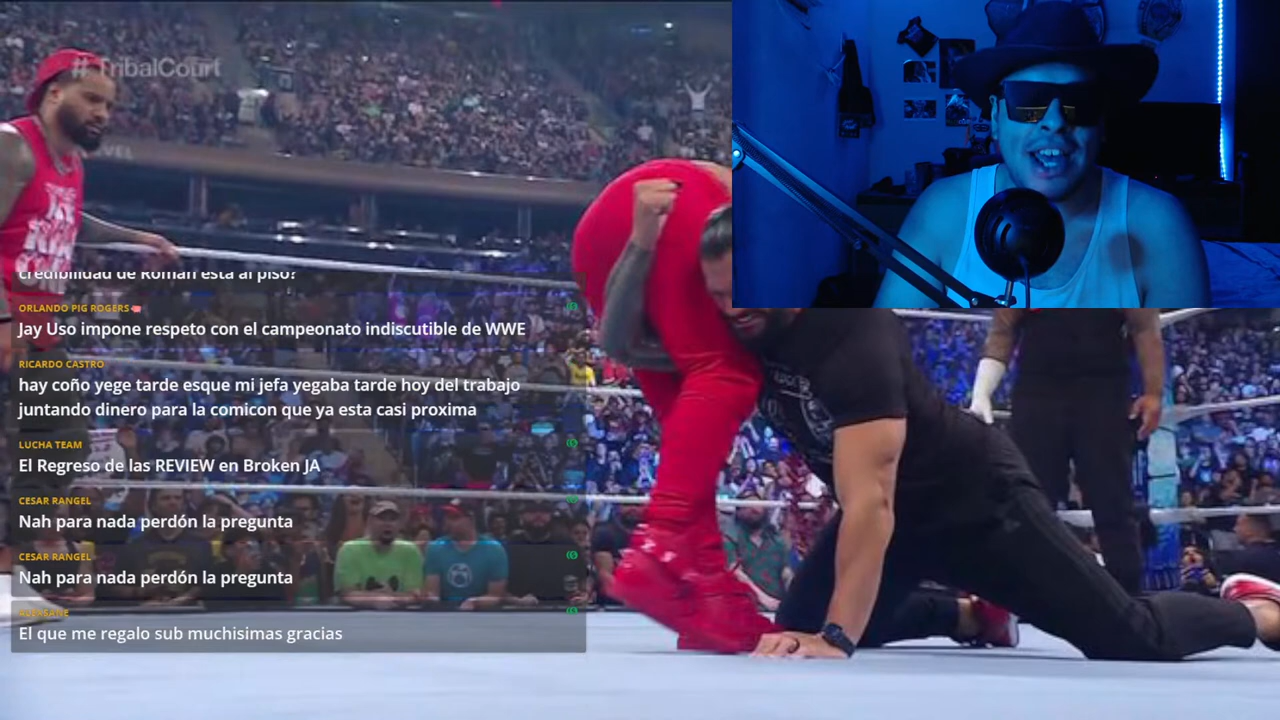 #TribalCourt
credibilidad de Roman esta al piso?
ORLANDO PIG ROGERS
Jay Uso impone respeto con el campeonato indiscutible de WWE
RICARDO CASTRO
hay coño yege tarde esque mi jefa yegaba tarde hoy del trabajo
juntando dinero para la comicon que ya esta casi proxima
LUCHA TEAM
El Regreso de las REVIEW en Broken JA
CESAR RANGEL
Nah para nada perdón la pregunta
CESAR RANGEL
Nah para nada perdón la pregunta
El que me regalo sub muchisimas gracias